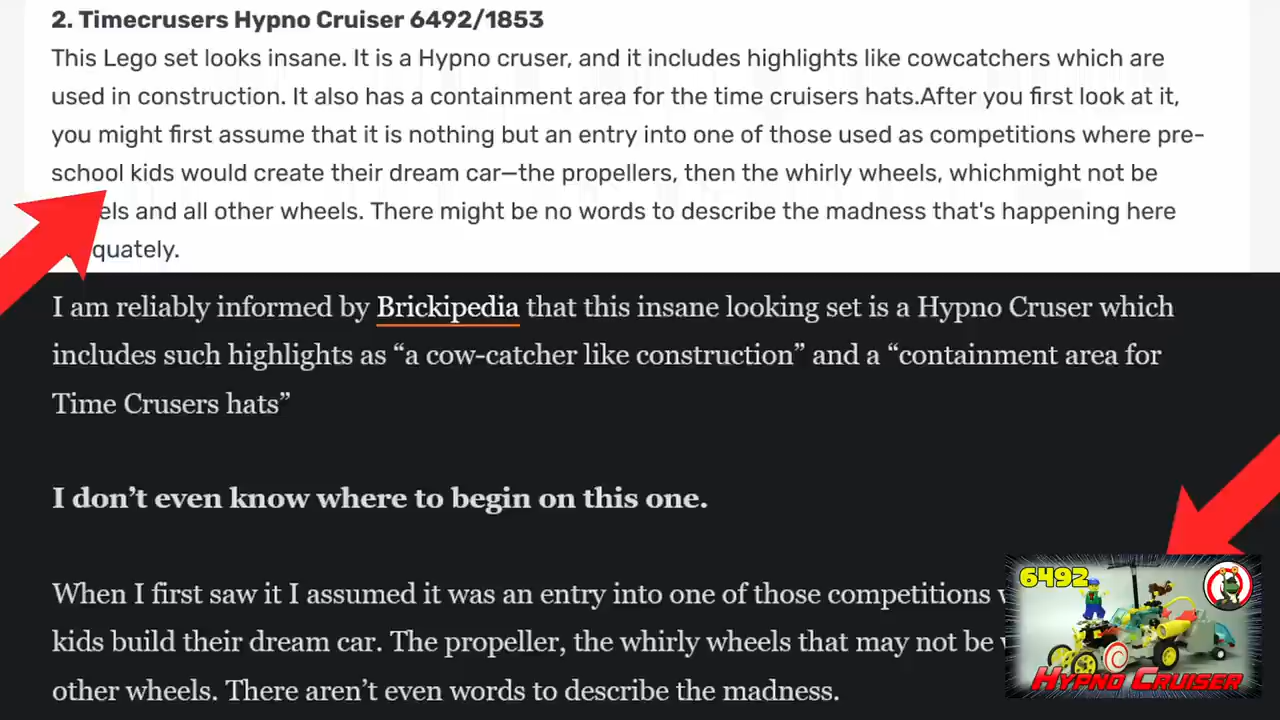 2. Timecrusers Hypno Cruiser 6492/1853
This Lego set looks insane. It is a Hypno cruser, and it includes highlights like cowcatchers which are
used in construction. It also has a containment area for the time cruisers hats.After you first look at it,
you might first assume that it is nothing but an entry into one of those used as competitions where pre-
school kids would create their dream car—the propellers, then the whirly wheels, whichmight not be
els and all other wheels. There might be no words to describe the madness that's happening here
quately.
I am reliably informed by Brickipedia that this insane looking set is a Hypno Cruser which
includes such highlights as “a cow-catcher like construction” and a “containment area for
Time Crusers hats”
I don’t even know where to begin on this one.
When I first saw it I assumed it was an entry into one of those competitions
kids build their dream car. The propeller, the whirly wheels that may not be
other wheels. There aren’t even words to describe the madness.
6492
Hypno Cruiser